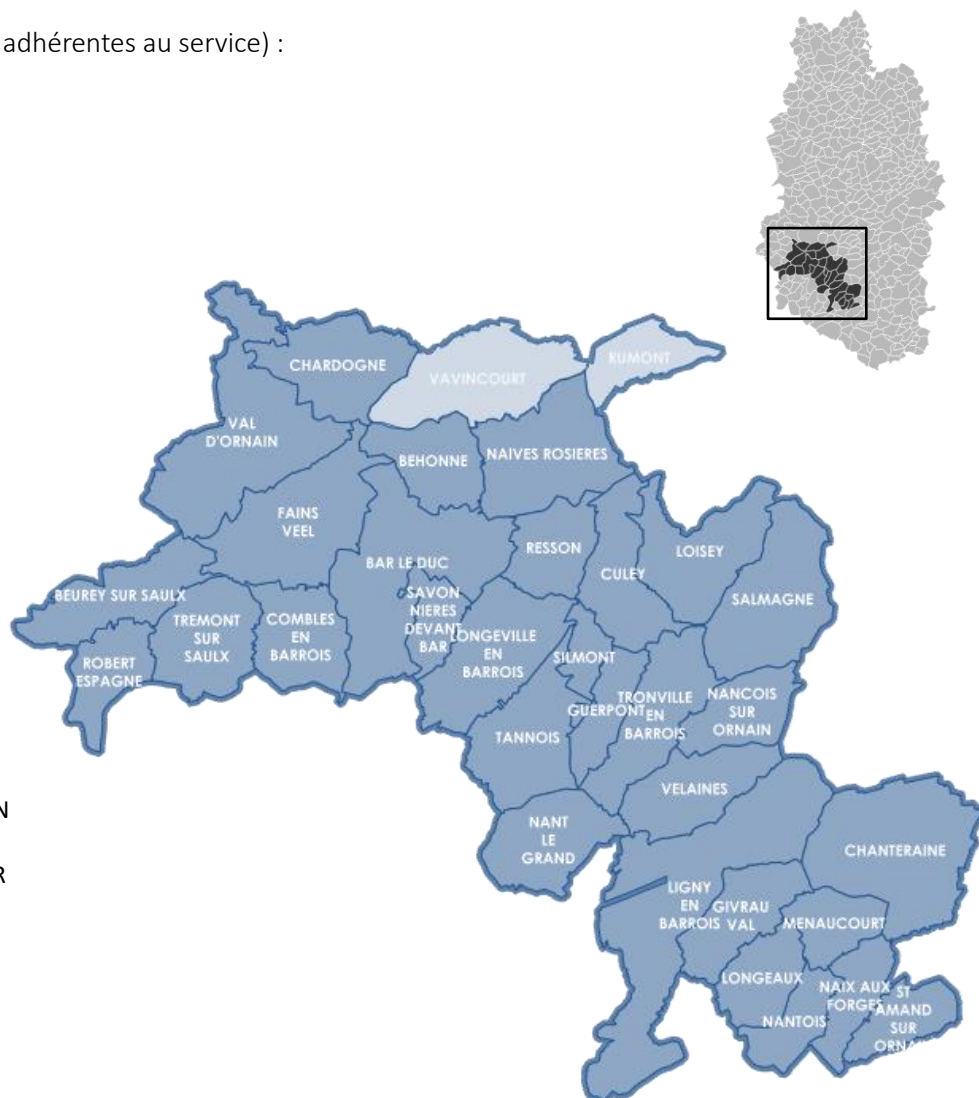 adhérentes au service) :
RUMONT
CHARDOGNE
VAVINCOURT
VAL
D'ORNAIN
BEHONNE
NAIVES ROSIERES
FAINS
VEEL
RESSON
LOISEY
BAR LE DUC
CULEY
BEUREY SUR SAULX
SAVON
NIERES
DEVANT
BAR
SALMAGNE
TREMONT
SUR
SAULX
COMBLES
EN
BARROIS
LONGEVILLE
EN
BARROIS
SILMONT
ROBERT
ESPAGNE
GUERPONT
TRONVILLE
EN
BARROIS
NANCOIS
SUR
ORNAIN
TANNOIS
VELAINES
N
NANT
LE
GRAND
CHANTERAINE
R
LIGNY
EN
BARROIS
GIVRAU
VAL
MENAUCOURT
LONGEAUX
NAIX AUX
FORGES
ST
AMAND
SUR
ORNAIN
NANTOIS